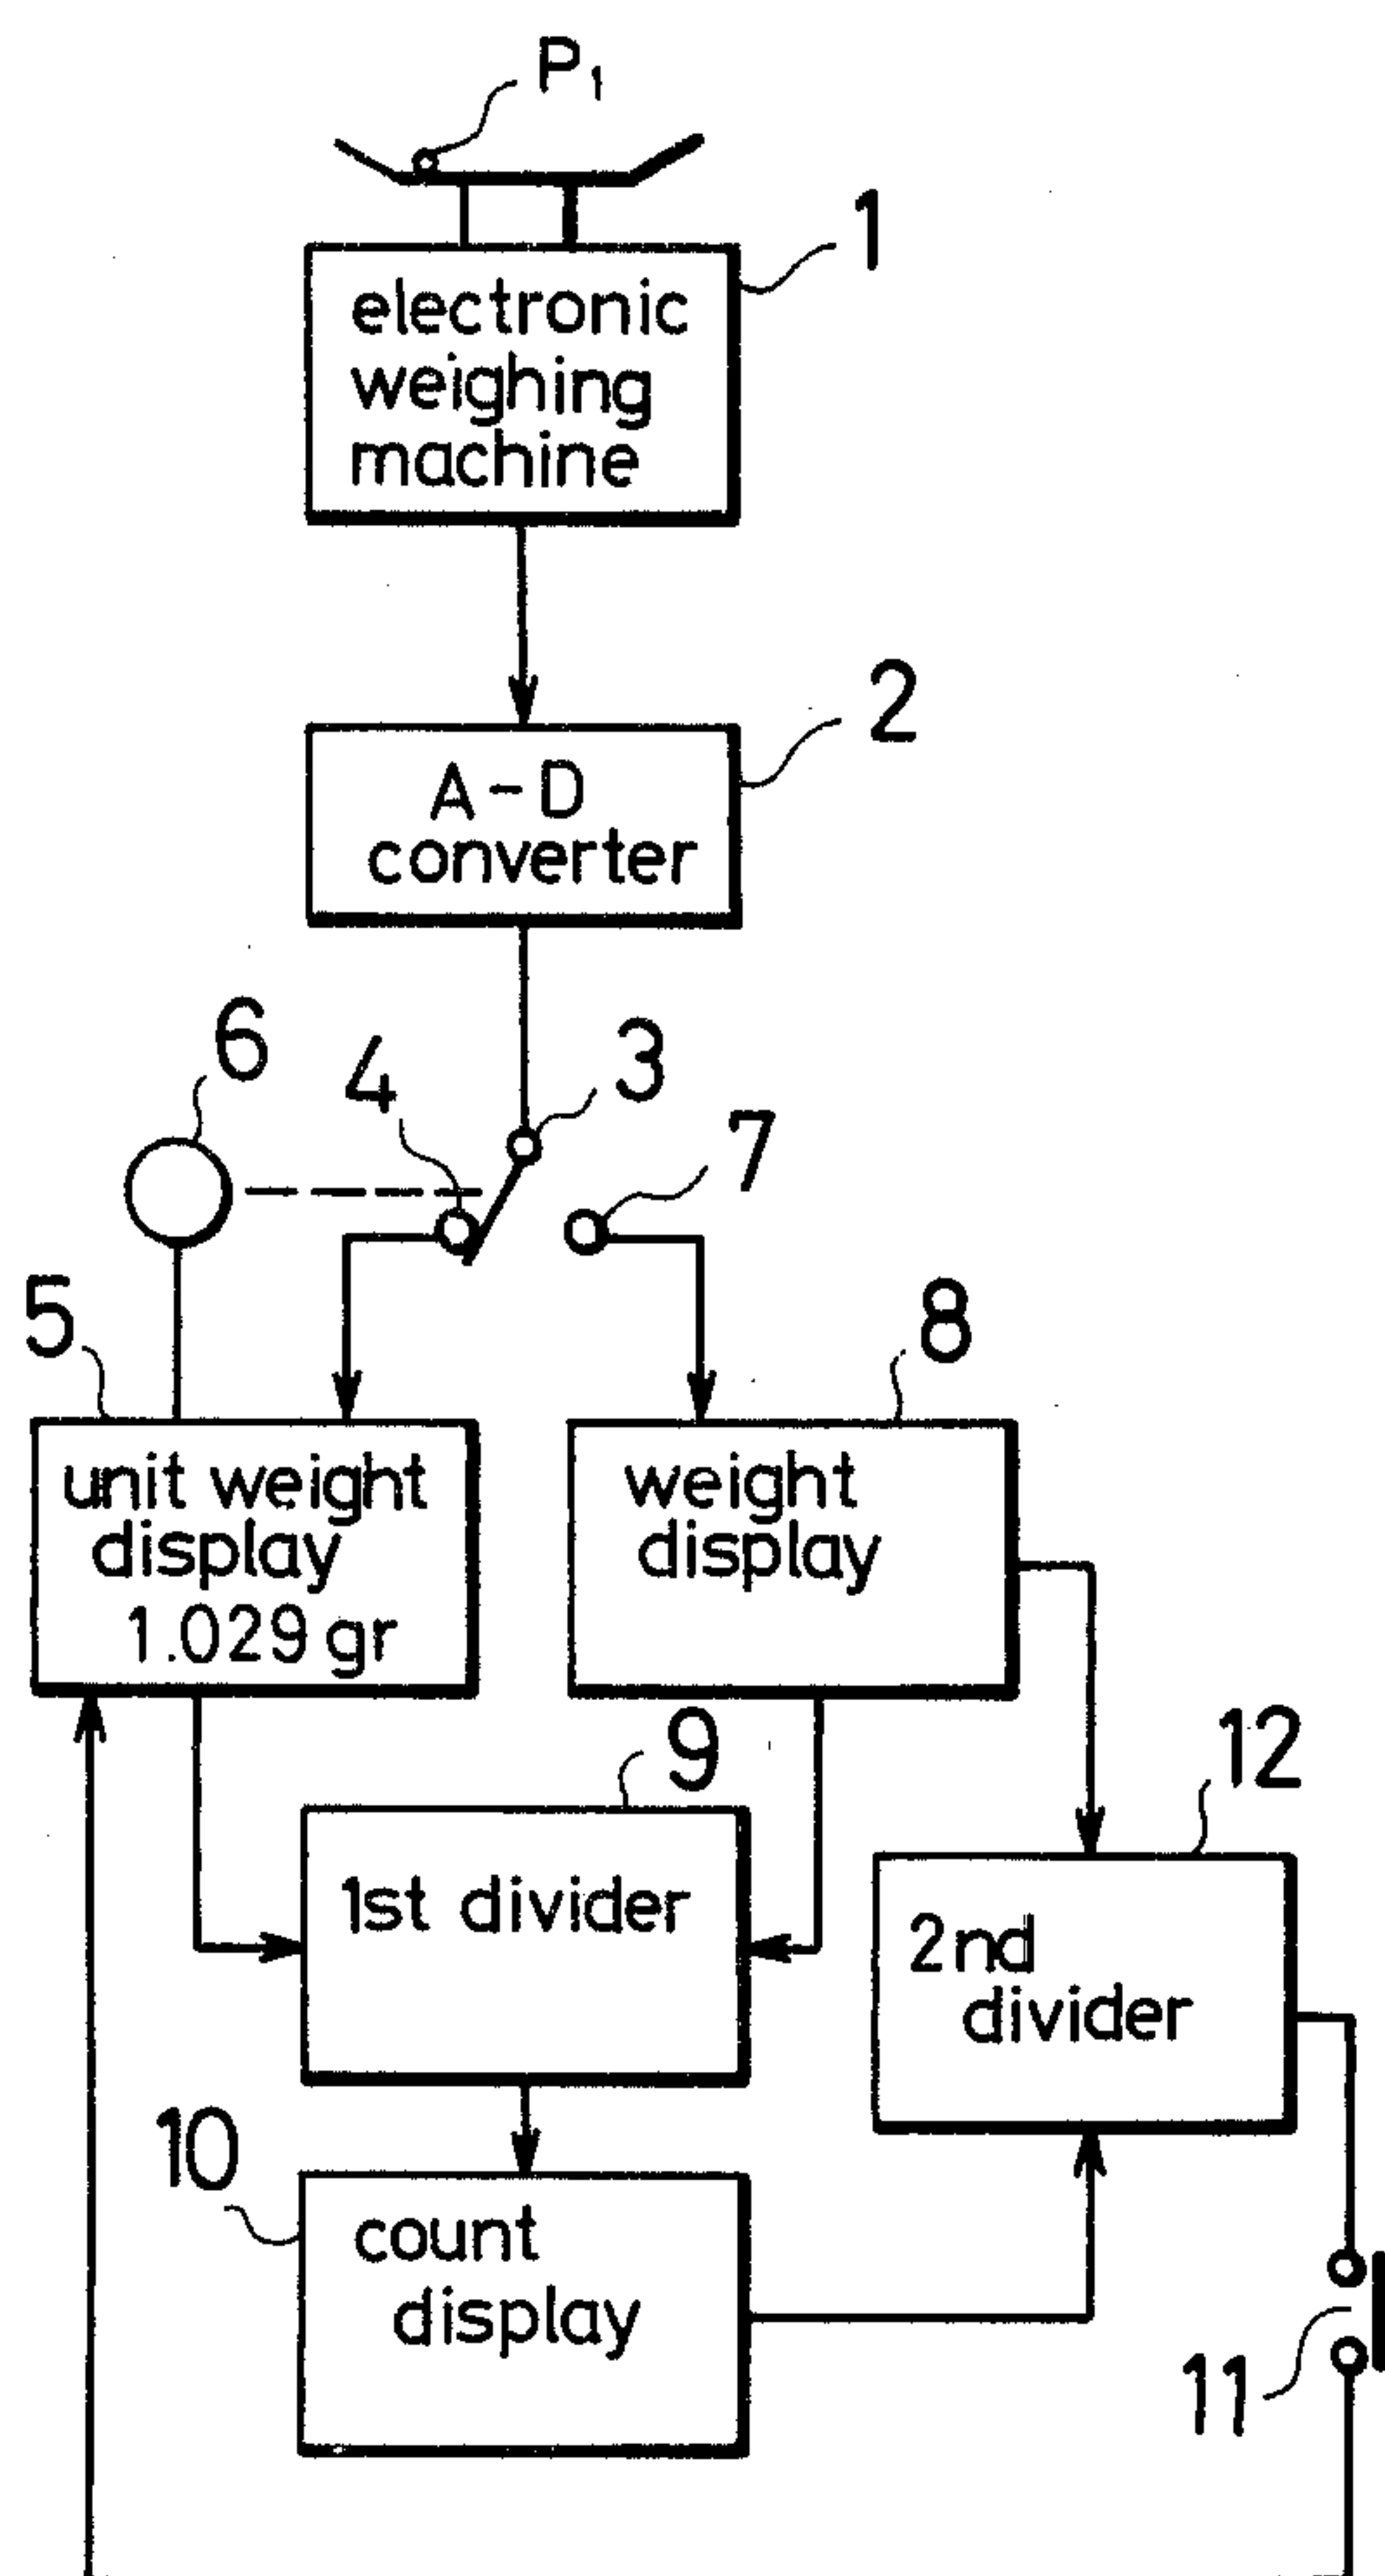 P₁
1
electronic
weighing
machine
2
A-D
converter
6
4
3
7
5
8
unit weight
display
1.029 gr
weight
display
9
12
1st divider
2nd
divider
10
count
display
11